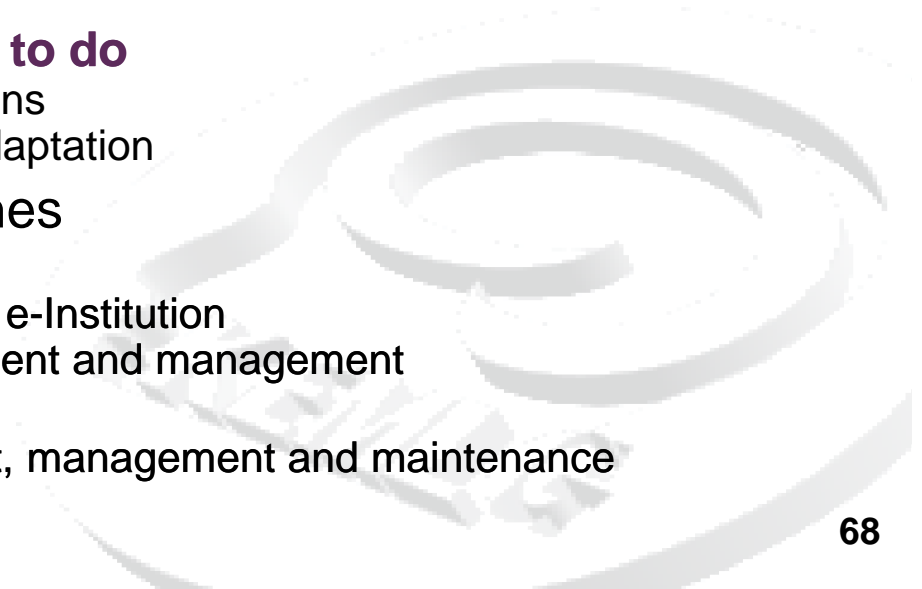 to do
ns
laptation
nes
e-Institution
ent and management
t, management and maintenance
68